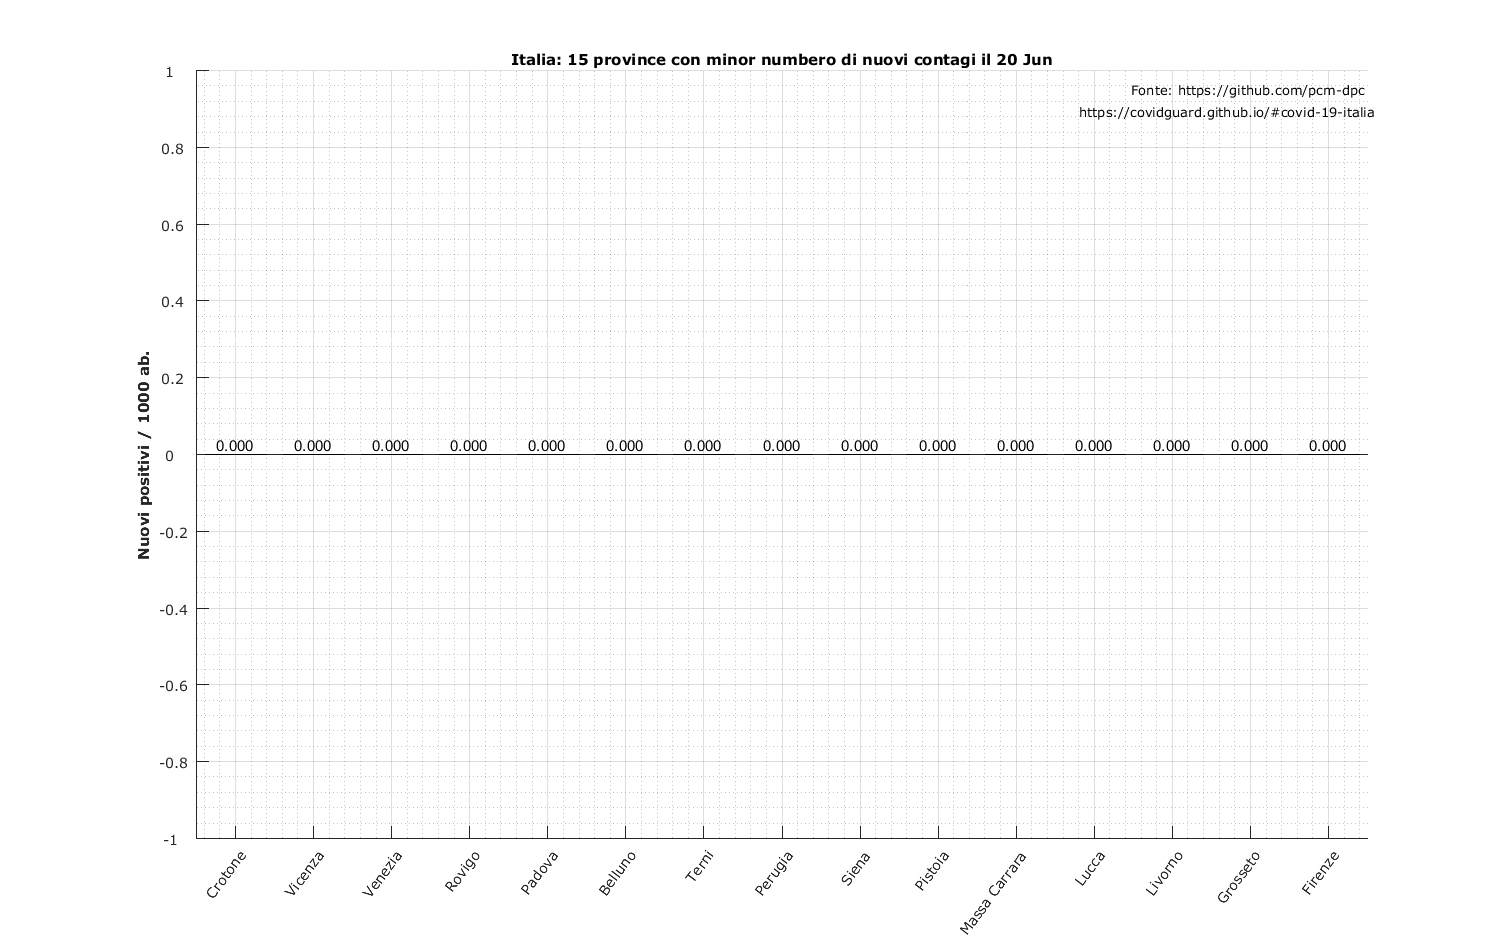 Italia: 15 province con minor numbero di nuovi contagi il 20 Jun
Fonte: https://github.com/pcm-dpc
https://covidguard.github.io/#covid-19-italia
Nuovi positivi / 1000 ab.
1
0.8
0.6
0.4
0.2
0
-0.2
-0.4
-0.6
-0.8
-1
0.000 0.000 0.000 0.000 0.000 0.000 0.000 0.000 0.000 0.000 0.000 0.000 0.000 0.000 0.000
Crotone
Vicenza
Venezia
Rovigo
Padova
Belluno
Terni
Perugia
Siena
Pistoia
Massa Carrara
Lucca
Livorno
Grosseto
Firenze